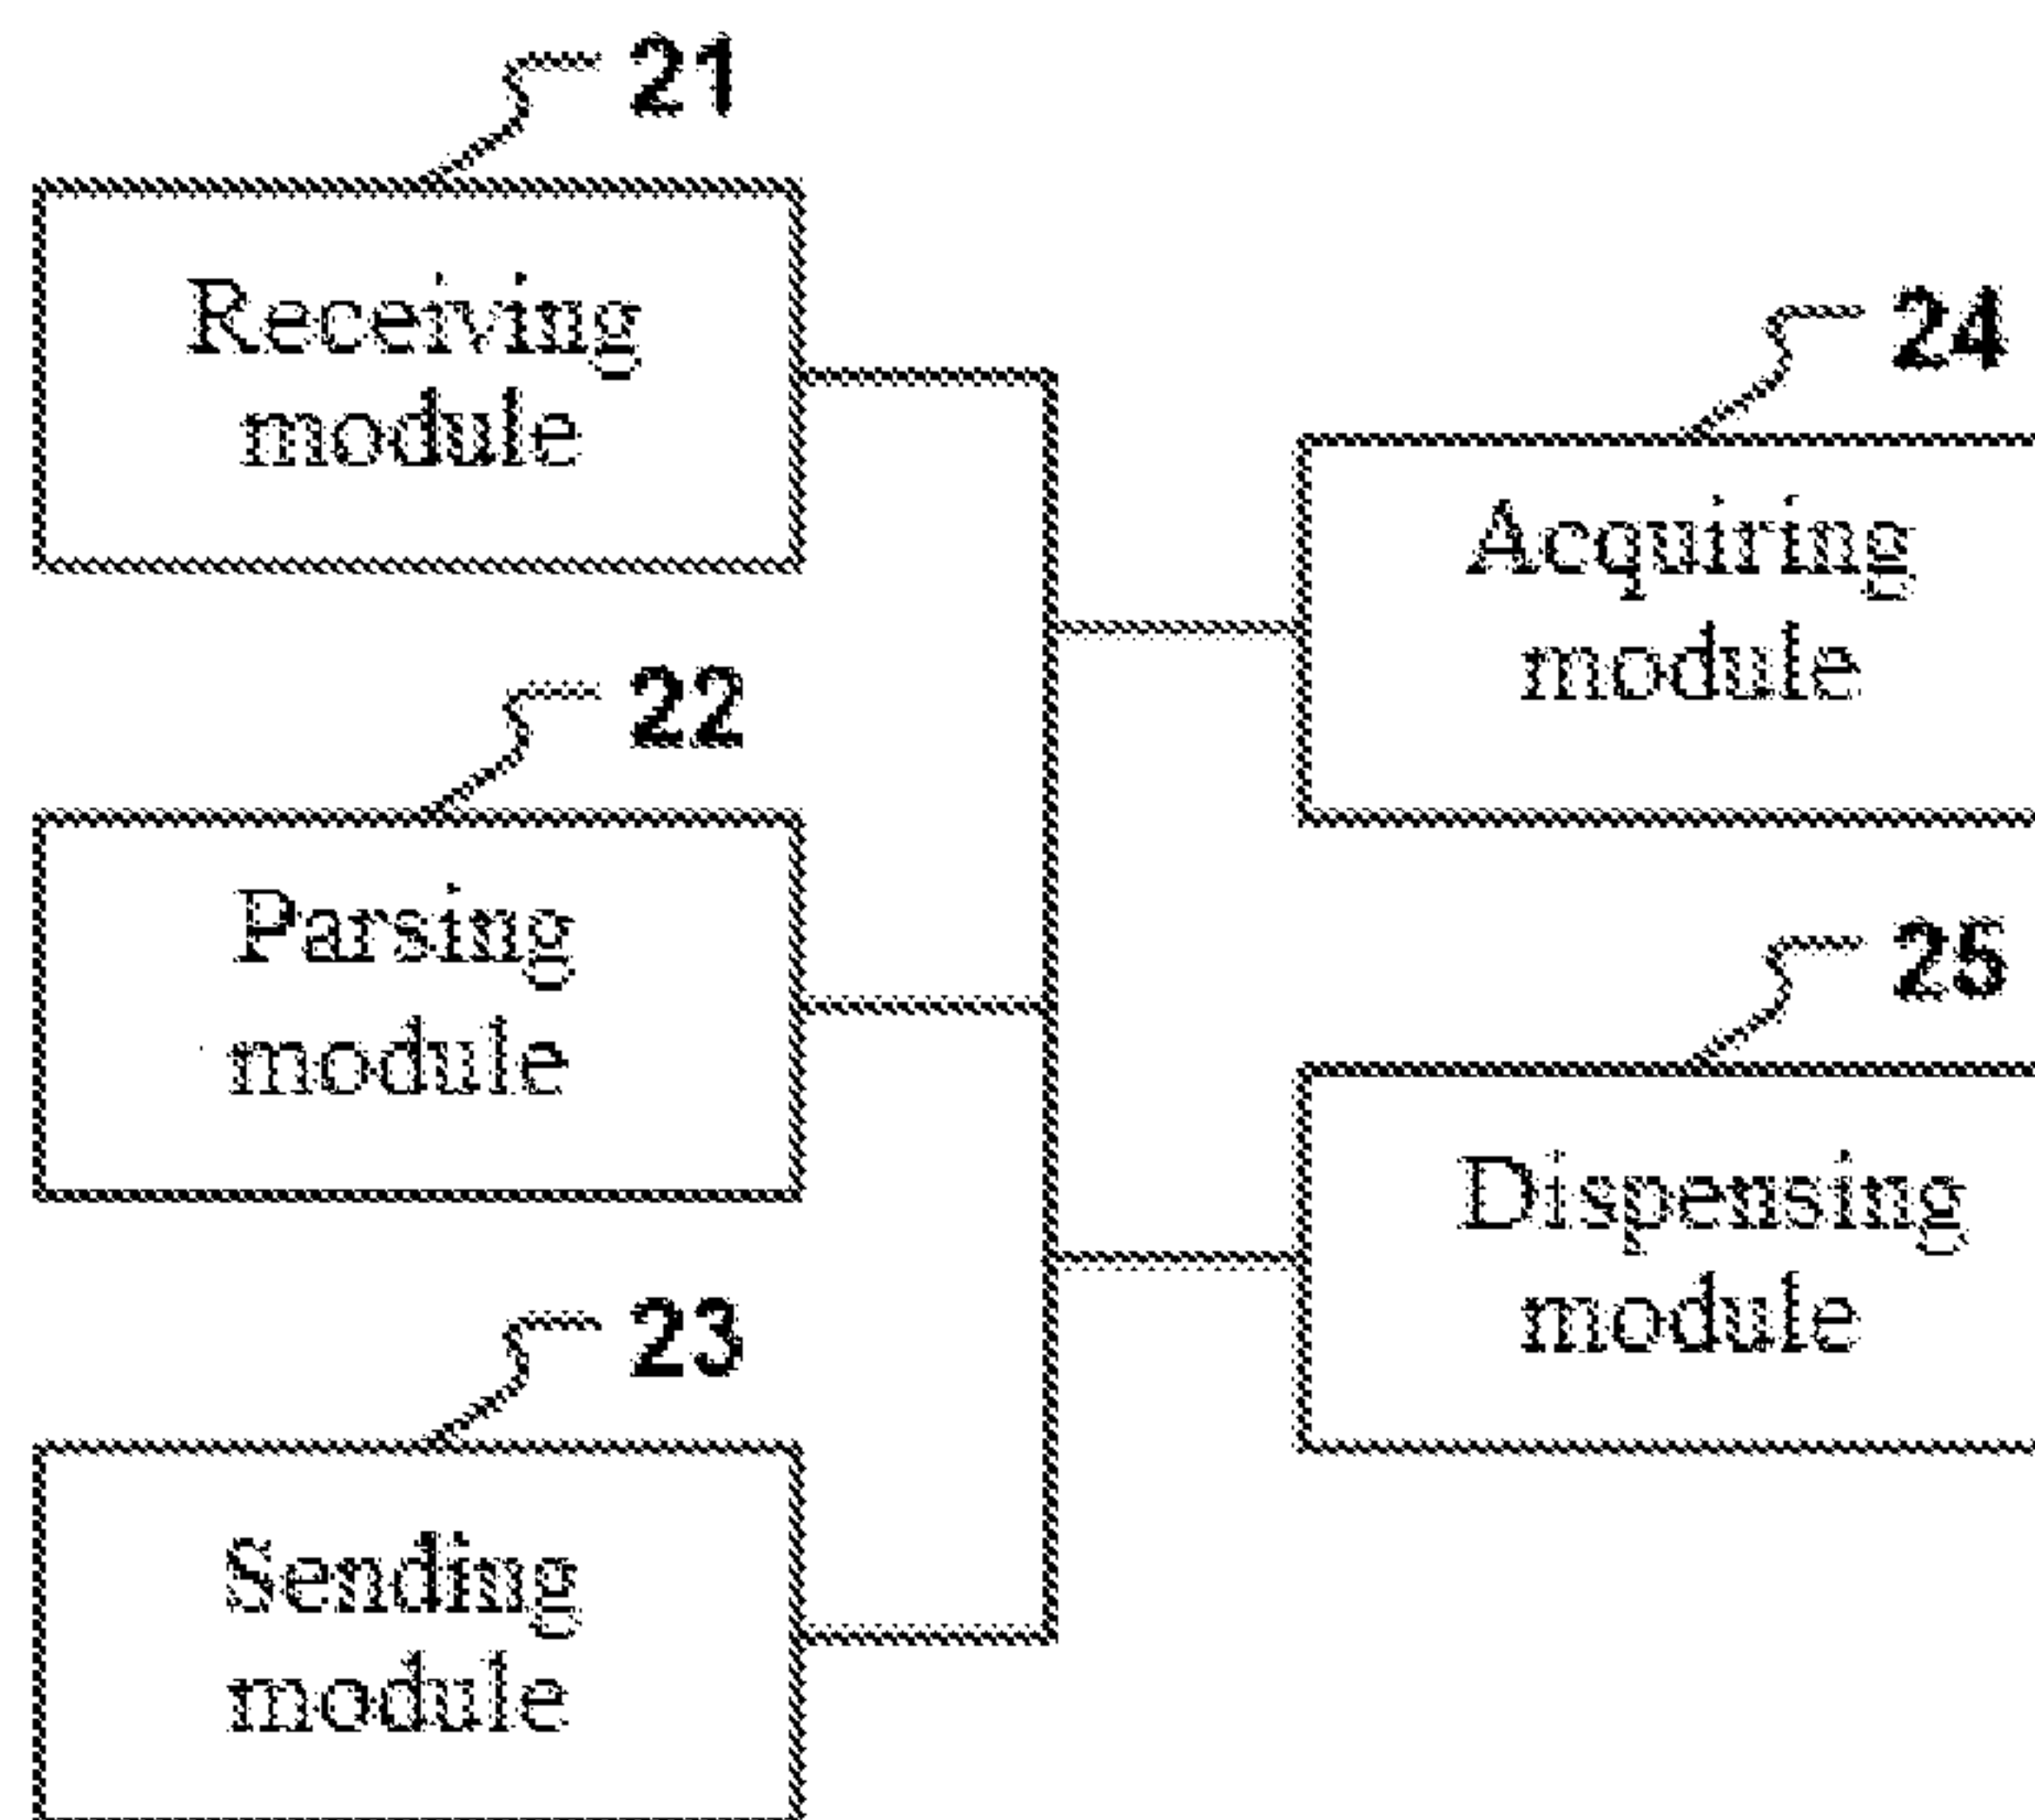 21
Receiving
module
22
Parsing
module
23
Sending
module
24
Acquiring
module
25
Dispensing
module